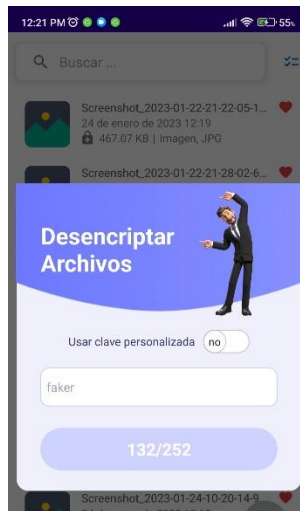 12:21 PM 55%
Buscar ...
Screenshot_2023-01-22-21-22-05-1...
24 de enero de 2023 12:19
467.07 KB | Imagen, JPG
Screenshot_2023-01-22-21-28-02-6...
Desencriptar
Archivos
Usar clave personalizada no
faker
132/252
Screenshot_2023-01-24-10-20-14-9